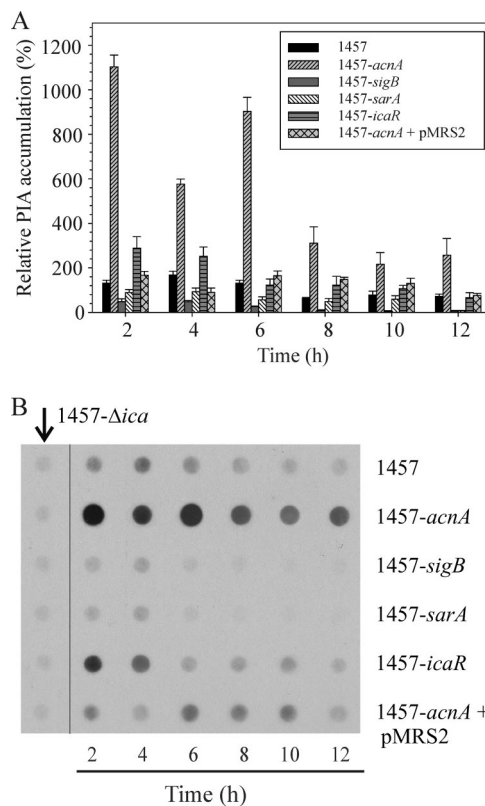 A
Relative PIA accumulation (%)
1200
1000
800
600
400
200
0
1457
1457-acnA
1457-sigB
1457-sarA
1457-icaR
1457-acnA + pMRS2
2 4 6 8 10 12
Time (h)
B
1457-Δica
1457
1457-acnA
1457-sigB
1457-sarA
1457-icaR
1457-acnA +
pMRS2
2 4 6 8 10 12
Time (h)